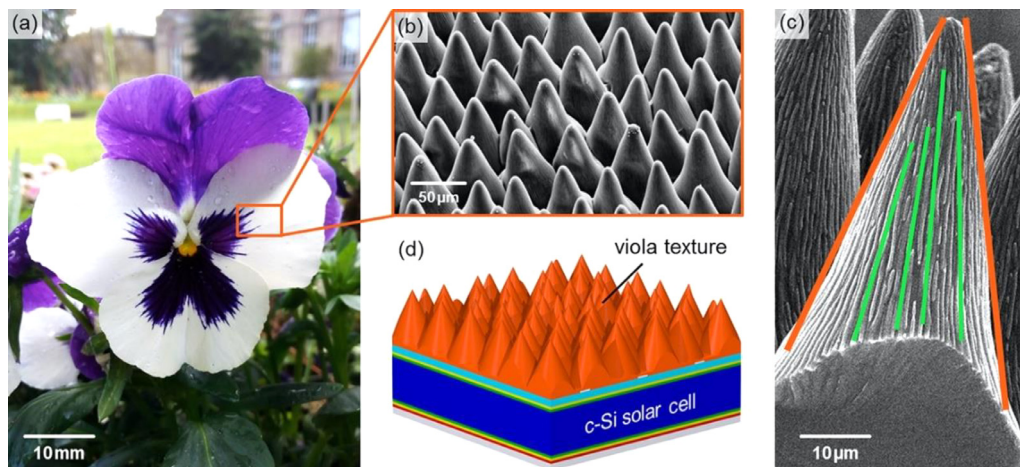 (a)
10mm
(b)
50µm
(c)
10µm
(d)
viola texture
c-Si solar cell